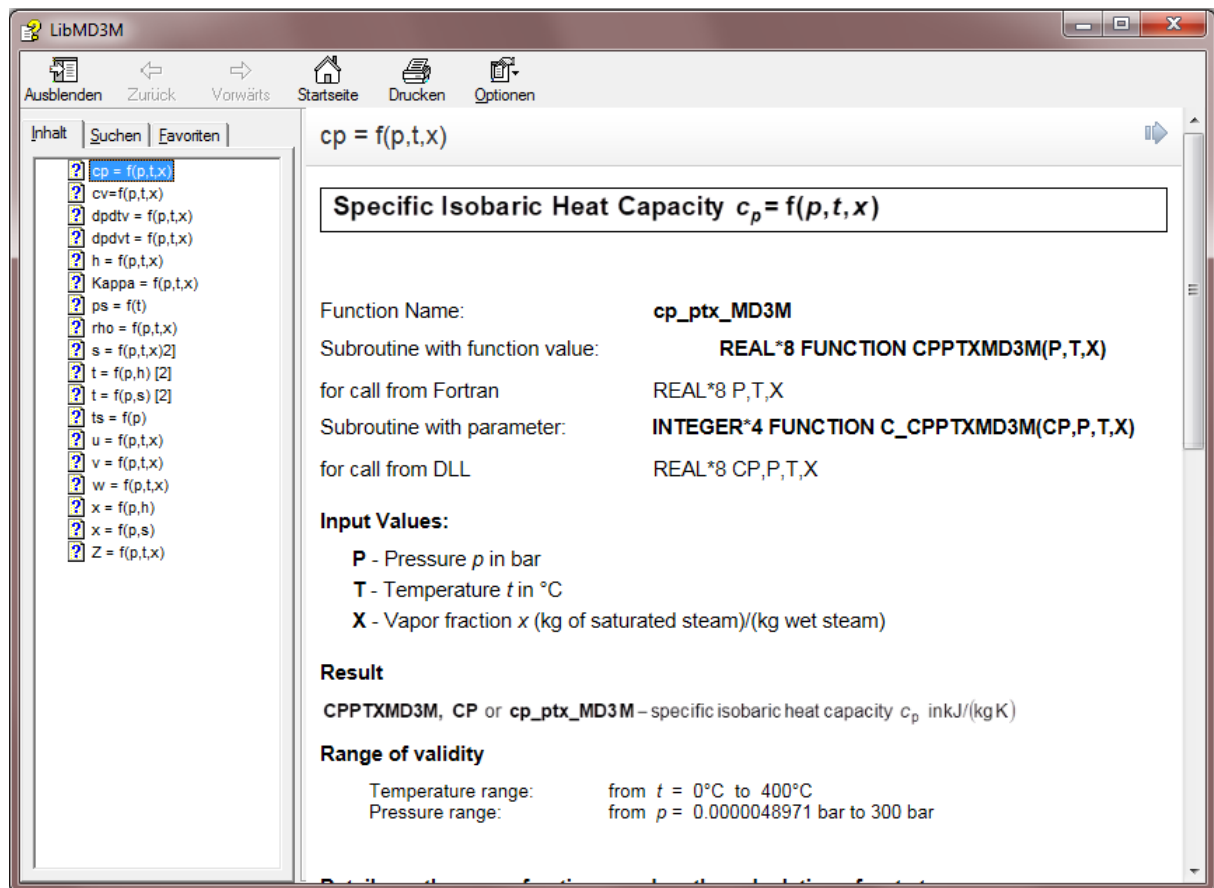 LibMD3M
Ausblenden Zurück Vorwärts Startseite Drucken Optionen
Inhalt Suchen Favoriten
cp = f(p,t,x)
cv=f(p,t,x)
dpdtv = f(p,t,x)
dpdvt = f(p,t,x)
h = f(p,t,x)
Kappa = f(p,t,x)
ps = f(t)
rho = f(p,t,x)
s = f(p,t,x)2]
t = f(p,h) [2]
t = f(p,s) [2]
ts = f(p)
u = f(p,t,x)
v = f(p,t,x)
w = f(p,t,x)
x = f(p,h)
x = f(p,s)
Z = f(p,t,x)
cp = f(p,t,x)
Specific Isobaric Heat Capacity cp= f(p,t,x)
Function Name: cp_ptx_MD3M
Subroutine with function value: REAL*8 FUNCTION CPPTXMD3M(P,T,X)
for call from Fortran REAL*8 P,T,X
Subroutine with parameter: INTEGER*4 FUNCTION C_CPPTXMD3M(CP,P,T,X)
for call from DLL REAL*8 CP,P,T,X
Input Values:
P - Pressure p in bar
T - Temperature t in °C
X - Vapor fraction x (kg of saturated steam)/(kg wet steam)
Result
CPPTXMD3M, CP or cp_ptx_MD3M – specific isobaric heat capacity cp inkJ/(kgK)
Range of validity
Temperature range: from t = 0°C to 400°C
Pressure range: from p = 0.0000048971 bar to 300 bar